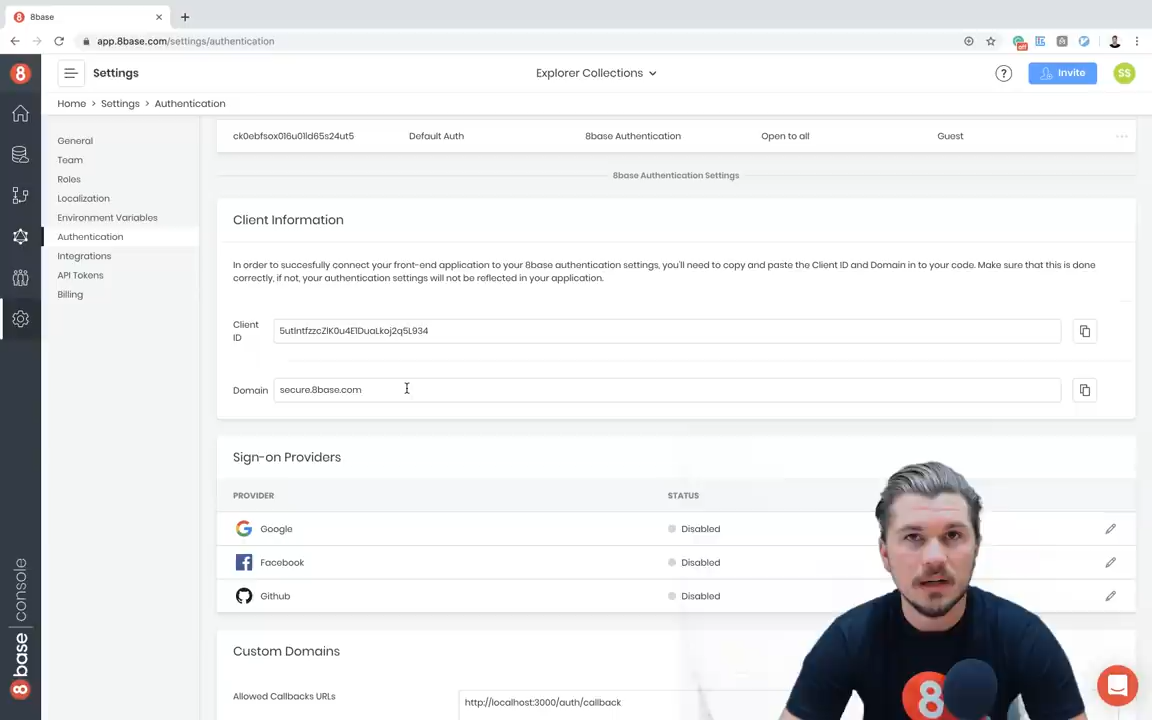 8base
app.8base.com/settings/authentication
Settings
Explorer Collections
Invite
SS
Home > Settings > Authentication
General
Team
Roles
Localization
Environment Variables
Authentication
Integrations
API Tokens
Billing
Default Auth
8base Authentication
Open to all
Guest
8base Authentication Settings
Client Information
In order to succesfully connect your front-end application to your 8base authentication settings, you'll need to copy and paste the Client ID and Domain in to your code. Make sure that this is done
correctly, if not, your authentication settings will not be reflected in your application.
Client
ID
Domain
secure.8base.com
Sign-on Providers
PROVIDER
STATUS
Google
Disabled
Facebook
Disabled
Github
Disabled
Custom Domains
Allowed Callbacks URLs
http://localhost:3000/auth/callback
8base console